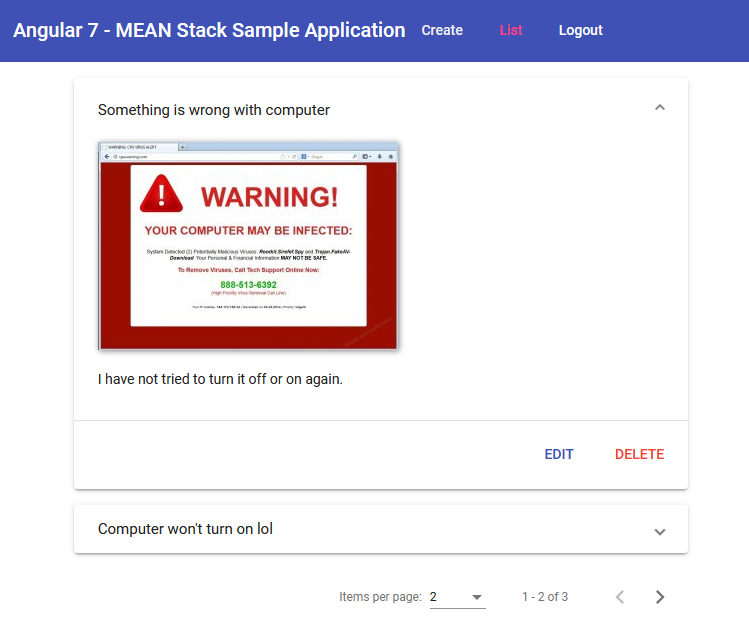 Angular 7 - MEAN Stack Sample Application Create List Logout
Something is wrong with computer
WARNING: CPU VIRUS ALERT
WARNING!
YOUR COMPUTER MAY BE INFECTED:
System Detected (2) Potentially Malicious Viruses: Rootkit.Sirefef.Spy and Trojan.FakeAV-
Download. Your Personal & Financial Information MAY NOT BE SAFE.
To Remove Viruses, Call Tech Support Online Now:
888-513-6392
(High Priority Virus Removal Call Line)
Your IP Address:
I have not tried to turn it off or on again.
EDIT DELETE
Computer won't turn on lol
Items per page: 2 1 - 2 of 3